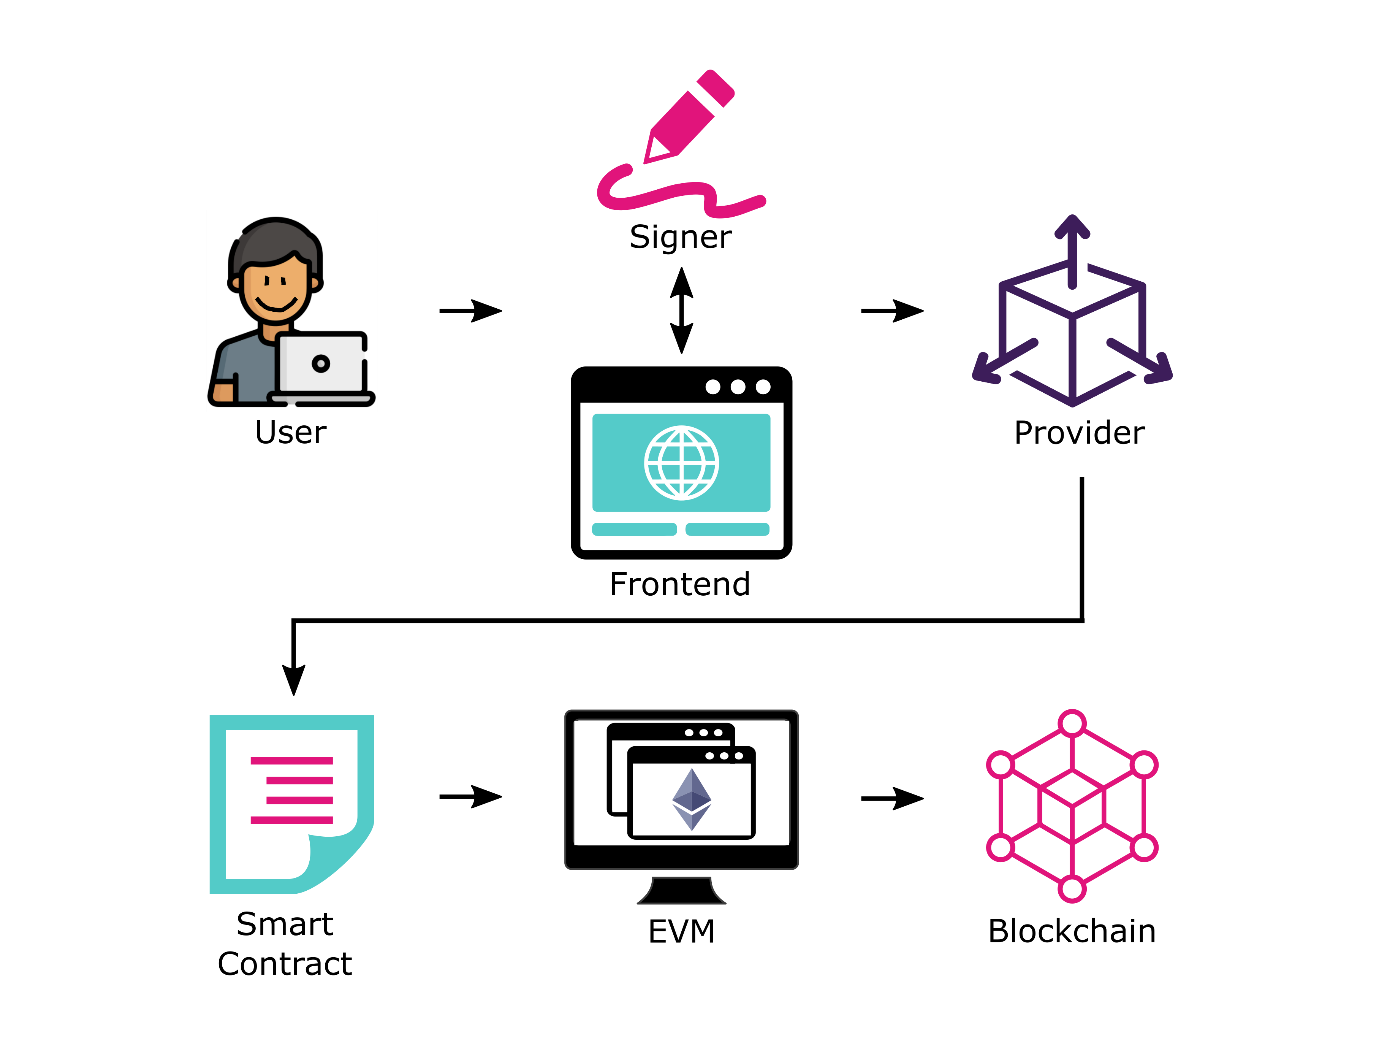 Signer
User
Provider
Frontend
Smart
Contract
EVM
Blockchain